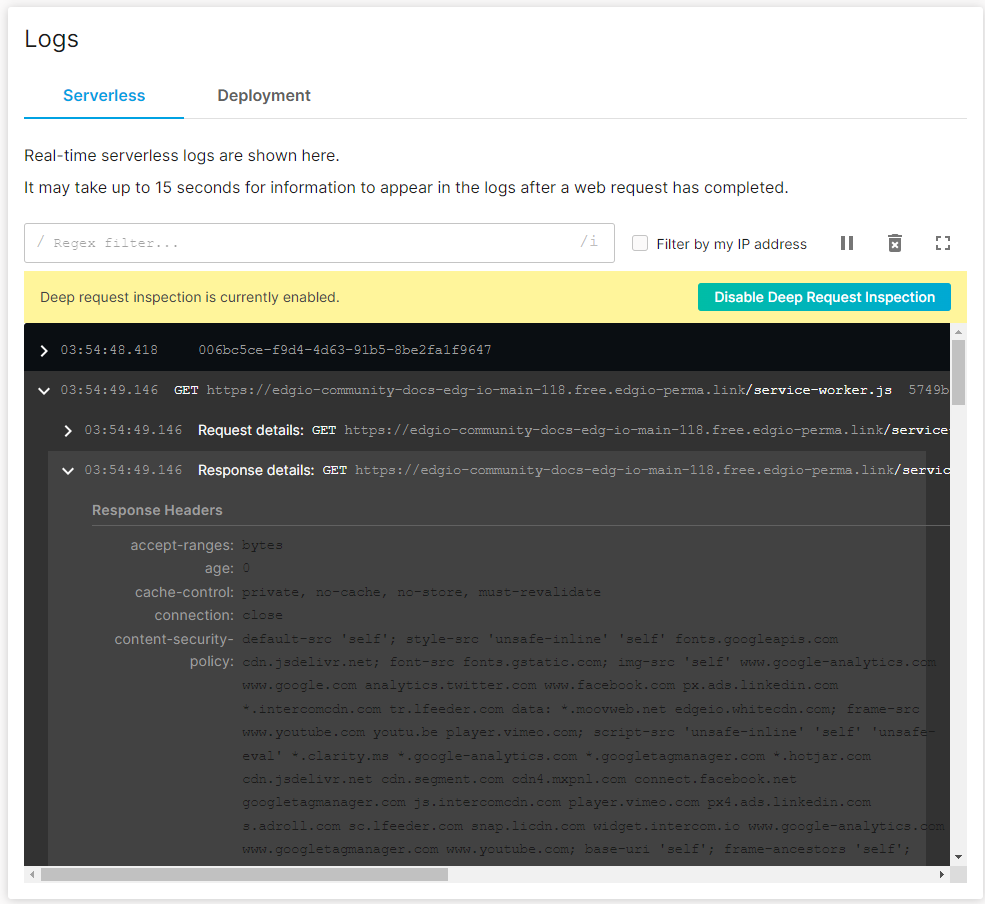 Logs
Serverless Deployment
Real-time serverless logs are shown here.
It may take up to 15 seconds for information to appear in the logs after a web request has completed.
/ Regex filter... /i Filter by my IP address
Deep request inspection is currently enabled. Disable Deep Request Inspection
03:54:48.418 006bc5ce-f9d4-4d63-91b5-8be2fa1f9647
03:54:49.146 GET https://edgio-community-docs-edg-io-main-118.free.edgio-perma.link/service-worker.js 5749b
03:54:49.146 Request details: GET https://edgio-community-docs-edg-io-main-118.free.edgio-perma.link/service
03:54:49.146 Response details: GET https://edgio-community-docs-edg-io-main-118.free.edgio-perma.link/servic
Response Headers
accept-ranges: bytes
age: 0
cache-control: private, no-cache, no-store, must-revalidate
connection: close
content-security- default-src 'self'; style-src 'unsafe-inline' 'self' fonts.googleapis.com
policy: cdn.jsdelivr.net; font-src fonts.gstatic.com; img-src 'self' www.google-analytics.com
www.google.com analytics.twitter.com www.facebook.com px.ads.linkedin.com
*.intercomcdn.com tr.lfeeder.com data: *.moovweb.net edgeio.whitecdn.com; frame-src
www.youtube.com youtu.be player.vimeo.com; script-src 'unsafe-inline' 'self' 'unsafe-
eval' *.clarity.ms *.google-analytics.com *.googletagmanager.com *.hotjar.com
cdn.jsdelivr.net cdn.segment.com cdn4.mxpnl.com connect.facebook.net
googletagmanager.com js.intercomcdn.com player.vimeo.com px4.ads.linkedin.com
s.adroll.com sc.lfeeder.com snap.licdn.com widget.intercom.io www.google-analytics.com
www.googletagmanager.com www.youtube.com; base-uri 'self'; frame-ancestors 'self';